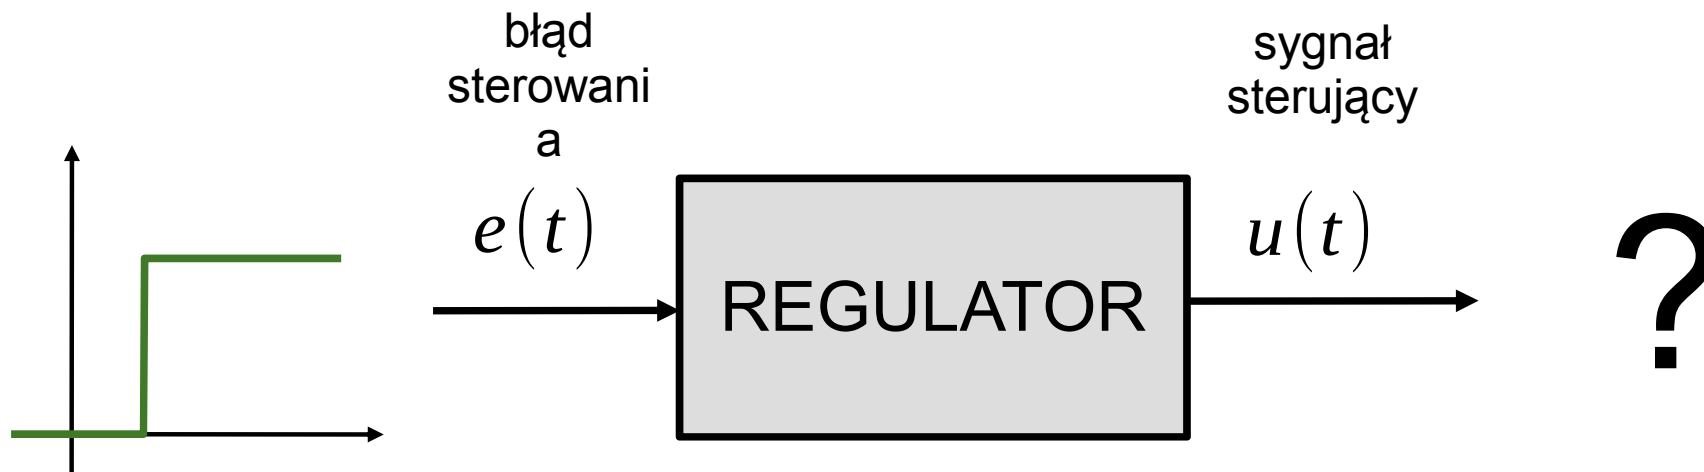 błąd
sterowani
a
e(t)
REGULATOR
sygnał
sterujący
u(t)
?